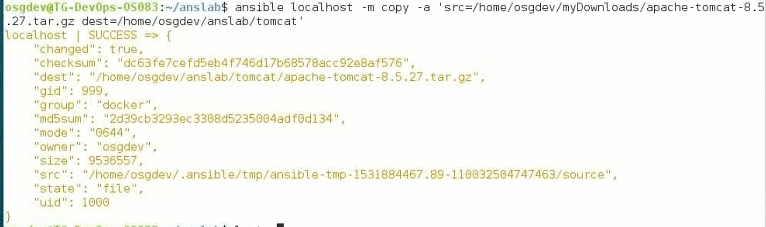 osgdev@TG-DevOps-OS083:~/anslab$ ansible localhost -m copy -a 'src=/home/osgdev/myDownloads/apache-tomcat-8.5
.27.tar.gz dest=/home/osgdev/anslab/tomcat'
localhost | SUCCESS => {
    "changed": true,
    "checksum": "dc63fe7cefd5eb4f746d17b68578acc92e8af576",
    "dest": "/home/osgdev/anslab/tomcat/apache-tomcat-8.5.27.tar.gz",
    "gid": 999,
    "group": "docker",
    "md5sum": "2d39cb3293ec3308d5235004adf0d134",
    "mode": "0644",
    "owner": "osgdev",
    "size": 9536557,
    "src": "/home/osgdev/.ansible/tmp/ansible-tmp-1531884467.89-110032504747463/source",
    "state": "file",
    "uid": 1000
}